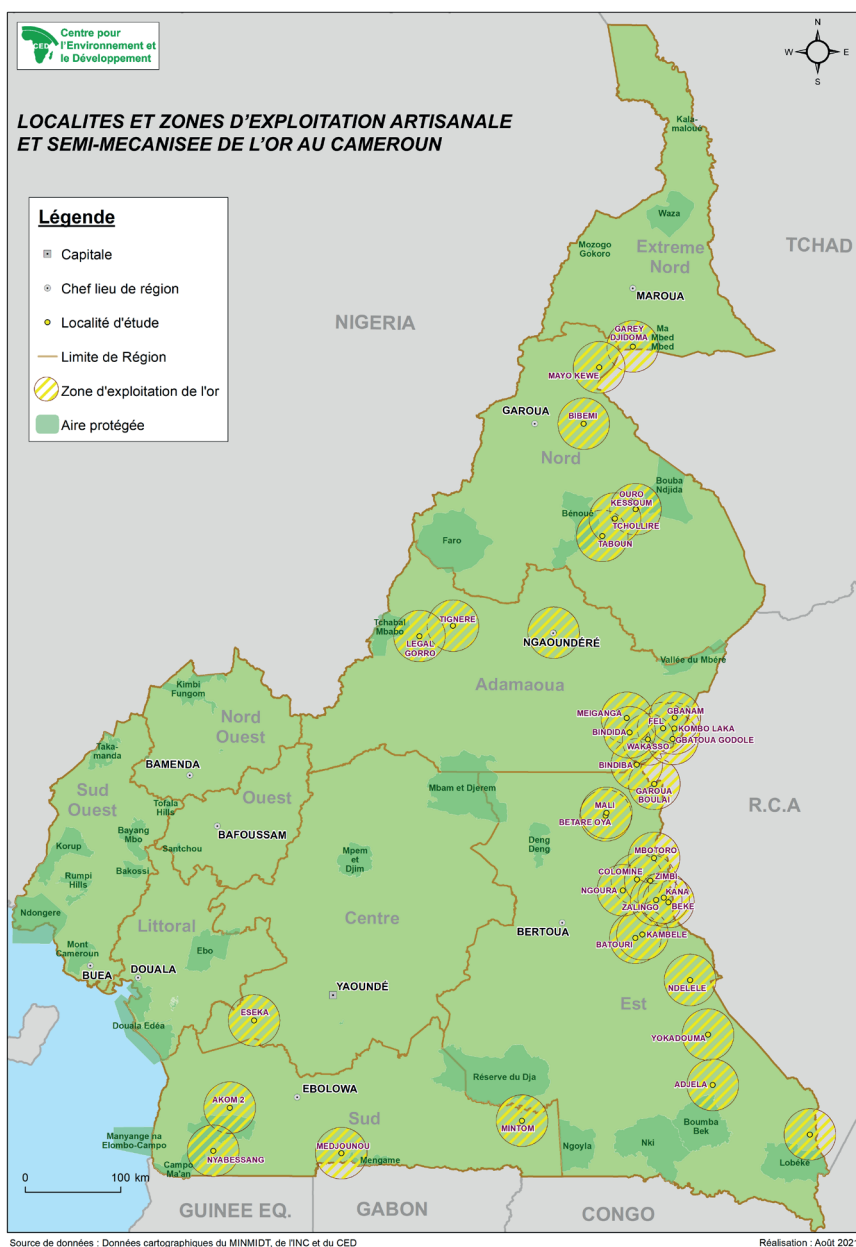 Centre pour
l'Environnement et
le Développement
CED
N
W
E
S
LOCALITES ET ZONES D'EXPLOITATION ARTISANALE
ET SEMI-MECANISEE DE L'OR AU CAMEROUN
Légende
Capitale
Chef lieu de région
Localité d'étude
Limite de Région
Zone d'exploitation de l'or
Aire protégée
Kala-
maloué
Waza
Mozogo
Gokoro
Extreme
Nord
TCHAD
MAROUA
NIGERIA
GAREY
DJIDOMA
Ma
Mbed
Mbed
MAYO KEWE
GAROUA
BIBEMI
Nord
Bouba
Ndjida
OURO
KESSOUM
Bénoué
TCHOLLIRE
TABOUN
Faro
Tchabal
Mbabo
TIGNERE
LEGAL
GORRO
NGAOUNDÉRÉ
Vallée du Mbéré
Adamaoua
Kimbi
Fungom
Nord
Ouest
MEIGANGA
GBANAM
FEL
KOMBO LAKA
BINDIDA
GBATOUA GODOLE
WAKASSO
Taka-
manda
BAMENDA
BINDIBA
GAROUA
BOULAI
Sud
Ouest
Ouest
Mbam et Djerem
R.C.A
Tofala
Hills
MALI
BETARE OYA
Bayang
Mbo
BAFOUSSAM
Korup
Santchou
Mpem
et
Djim
Deng
Deng
MBOTORO
Rumpi
Hills
Bakossi
COLOMINE
ZIMBI
NGOURA
KANA
ZALINGO
BEKE
Ndongere
Littoral
Centre
BERTOUA
KAMBELE
BATOURI
Mont
Cameroun
Ebo
BUEA
DOUALA
YAOUNDÉ
NDELELE
Est
ESEKA
Douala Edéa
YOKADOUMA
Réserve du Dja
ADJELA
EBOLOWA
AKOM 2
Sud
MINTOM
Boumba
Bek
Manyange na
Elombo-Campo
NYABESSANG
MEDJOUNOU
Mengame
Ngoyla
Nki
Campo
Ma'an
Lobéké
0
100 km
GUINEE EQ.
GABON
CONGO
Source de données : Données cartographiques du MINMIDT, de l'INC et du CED
Réalisation : Août 2021